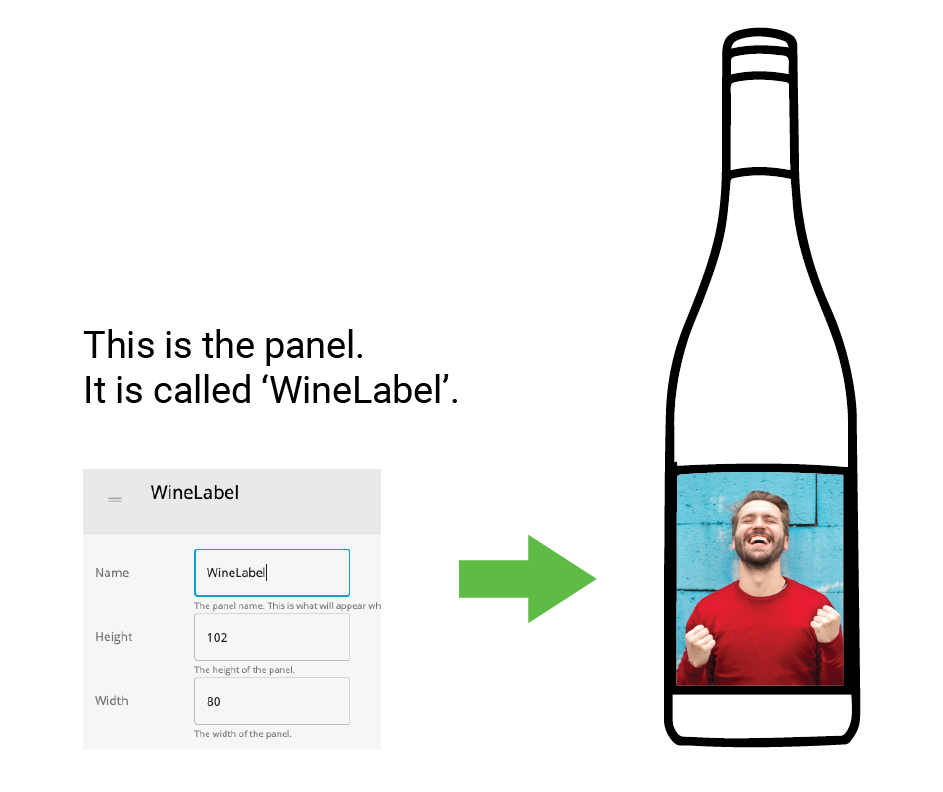 This is the panel.
It is called ‘WineLabel’.
WineLabel
Name
WineLabel
The panel name. This is what will appear wh
Height
102
The height of the panel.
Width
80
The width of the panel.